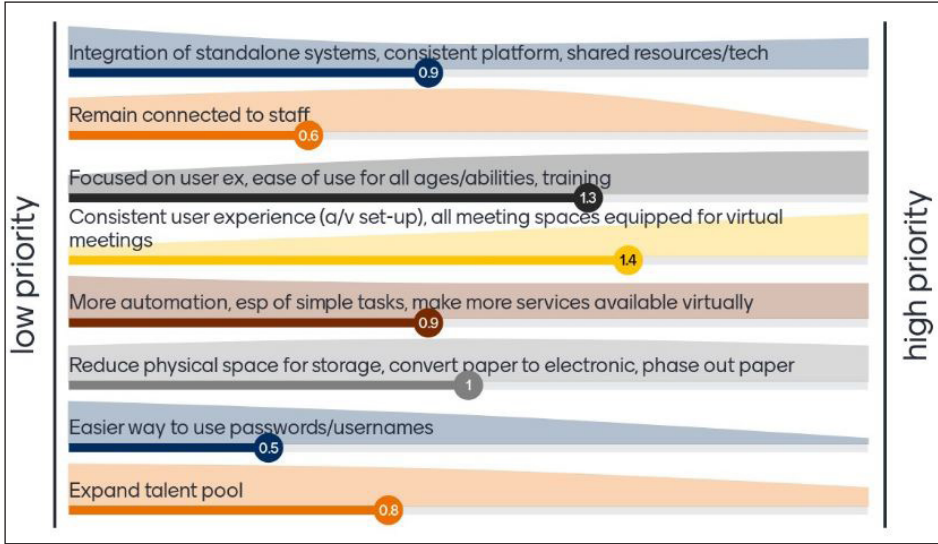 low priority
Integration of standalone systems, consistent platform, shared resources/tech
0.9
Remain connected to staff
0.6
Focused on user ex, ease of use for all ages/abilities, training
1.3
Consistent user experience (a/v set-up), all meeting spaces equipped for virtual
meetings
1.4
More automation, esp of simple tasks, make more services available virtually
0.9
Reduce physical space for storage, convert paper to electronic, phase out paper
1
Easier way to use passwords/usernames
0.5
Expand talent pool
0.8
high priority